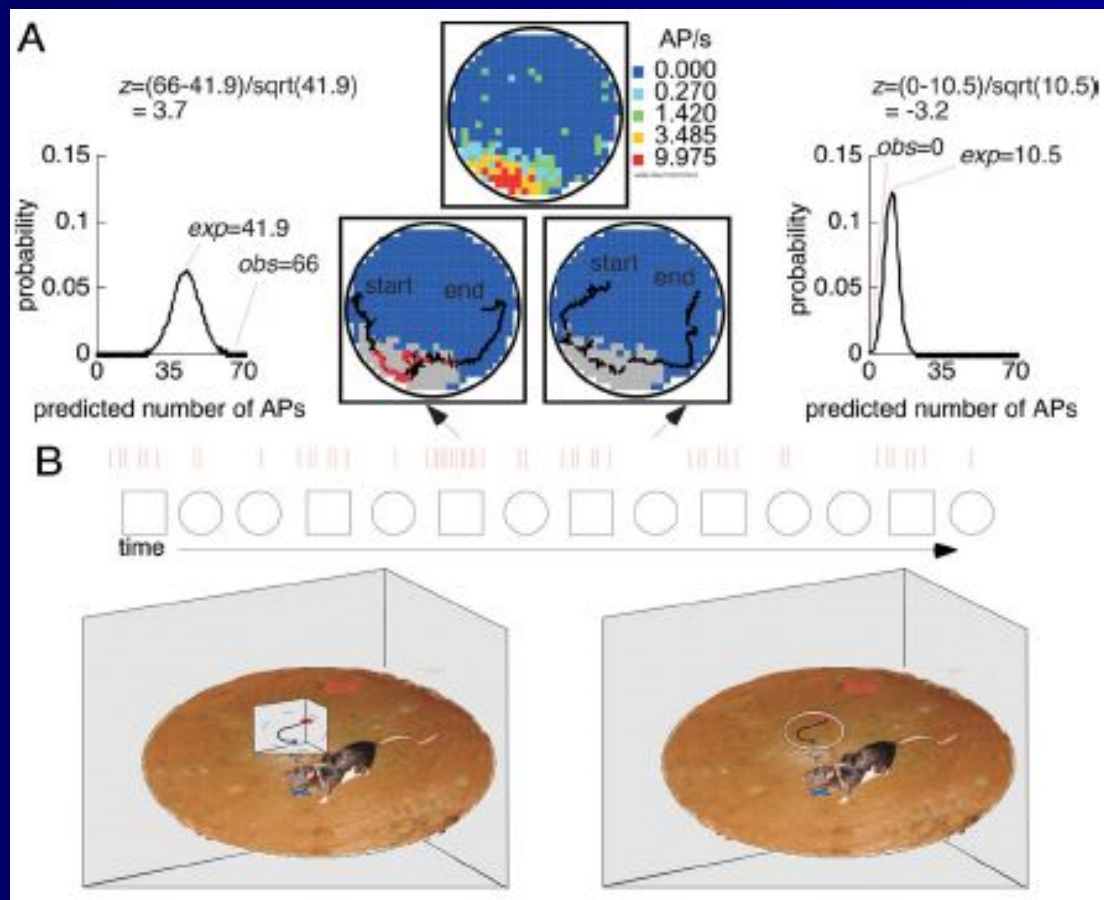 A
z=(66-41.9)/sqrt(41.9)
= 3.7
0.15
0.1
0.05
0
probability
exp=41.9
obs=66
0 35 70
predicted number of APs
AP/s
0.000
0.270
1.420
3.485
9.975
start
end
start
end
z=(0-10.5)/sqrt(10.5)
= -3.2
obs=0
exp=10.5
0.15
0.1
0.05
0
probability
0 35 70
predicted number of APs
B
time